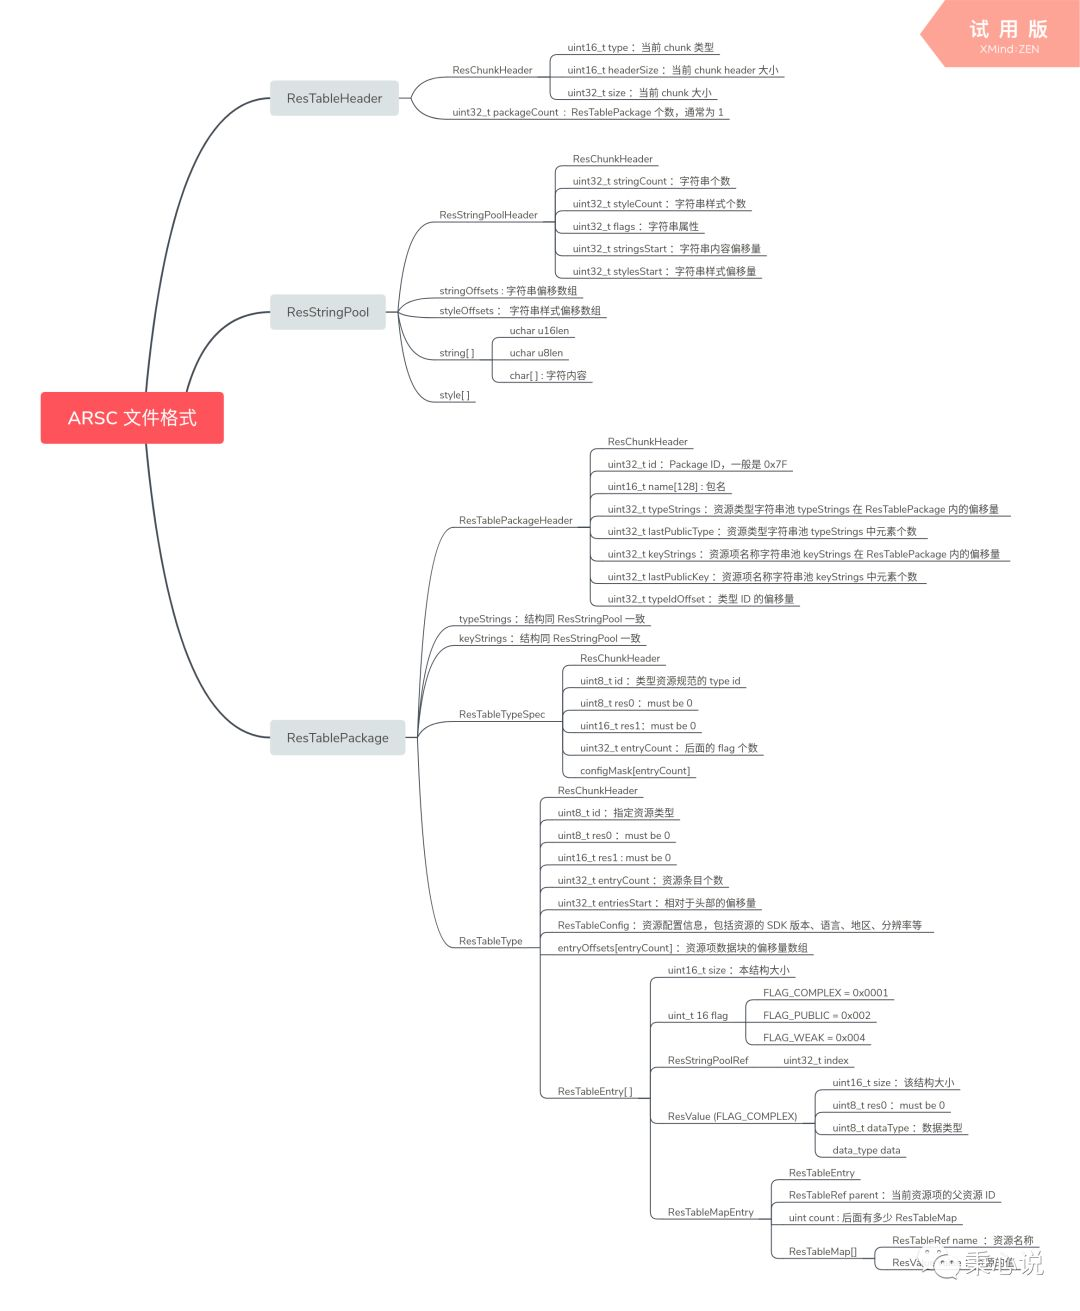 试 用 版
XMind:ZEN
ARSC 文件格式
ResTableHeader
ResChunkHeader
uint16_t type ：当前 chunk 类型
uint16_t headerSize ：当前 chunk header 大小
uint32_t size ：当前 chunk 大小
uint32_t packageCount ：ResTablePackage 个数，通常为 1
ResStringPool
ResStringPoolHeader
ResChunkHeader
uint32_t stringCount ：字符串个数
uint32_t styleCount ：字符串样式个数
uint32_t flags ：字符串属性
uint32_t stringsStart ：字符串内容偏移量
uint32_t stylesStart ：字符串样式偏移量
stringOffsets : 字符串偏移数组
styleOffsets ： 字符串样式偏移数组
string[ ]
uchar u16len
uchar u8len
char[ ] : 字符内容
style[ ]
ResTablePackage
ResTablePackageHeader
ResChunkHeader
uint32_t id ：Package ID，一般是 0x7F
uint16_t name[128] : 包名
uint32_t typeStrings ：资源类型字符串池 typeStrings 在 ResTablePackage 内的偏移量
uint32_t lastPublicType ：资源类型字符串池 typeStrings 中元素个数
uint32_t keyStrings ：资源项名称字符串池 keyStrings 在 ResTablePackage 内的偏移量
uint32_t lastPublicKey ：资源项名称字符串池 keyStrings 中元素个数
uint32_t typeIdOffset ：类型 ID 的偏移量
typeStrings ：结构同 ResStringPool 一致
keyStrings ：结构同 ResStringPool 一致
ResTableTypeSpec
ResChunkHeader
uint8_t id ：类型资源规范的 type id
uint8_t res0 ：must be 0
uint16_t res1：must be 0
uint32_t entryCount ：后面的 flag 个数
configMask[entryCount]
ResTableType
ResChunkHeader
uint8_t id ：指定资源类型
uint8_t res0 ：must be 0
uint16_t res1 : must be 0
uint32_t entryCount ：资源条目个数
uint32_t entriesStart ：相对于头部的偏移量
ResTableConfig ：资源配置信息，包括资源的 SDK 版本、语言、地区、分辨率等
entryOffsets[entryCount] ：资源项数据块的偏移量数组
ResTableEntry[ ]
uint16_t size ：本结构大小
uint_t 16 flag
FLAG_COMPLEX = 0x0001
FLAG_PUBLIC = 0x002
FLAG_WEAK = 0x004
ResStringPoolRef
uint32_t index
ResValue (FLAG_COMPLEX)
uint16_t size ：该结构大小
uint8_t res0 ：must be 0
uint8_t dataType ：数据类型
data_type data
ResTableMapEntry
ResTableEntry
ResTableRef parent ：当前资源项的父资源 ID
uint count : 后面有多少 ResTableMap
ResTableMap[]
ResTableRef name ：资源名称
秉心说